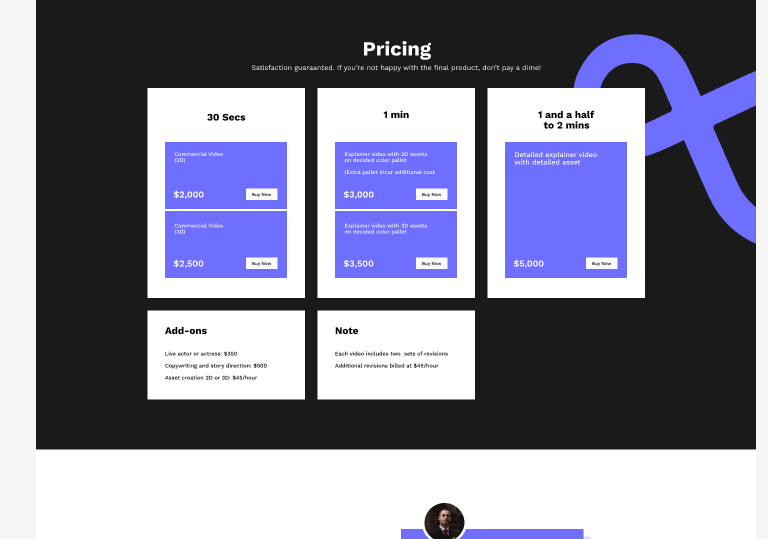 Pricing
Satisfaction guaraanted. If you're not happy with the final product, don't pay a dime!
30 Secs
Commercial Video
(2D)
$2,000
Buy Now
Commercial Video
(3D)
$2,500
Buy Now
1 min
Explainer video with 2D assets
on decided color pallet
(Extra pallet incur additional cost
$3,000
Buy Now
Explainer video with 3D assets
on decided color pallet
$3,500
Buy Now
1 and a half
to 2 mins
Detailed explainer video
with detailed asset
$5,000
Buy Now
Add-ons
Live actor or actress: $350
Copywriting and story direction: $500
Asset creation 2D or 3D: $45/hour
Note
Each video includes two sets of revisions
Additional revisions billed at $45/hour